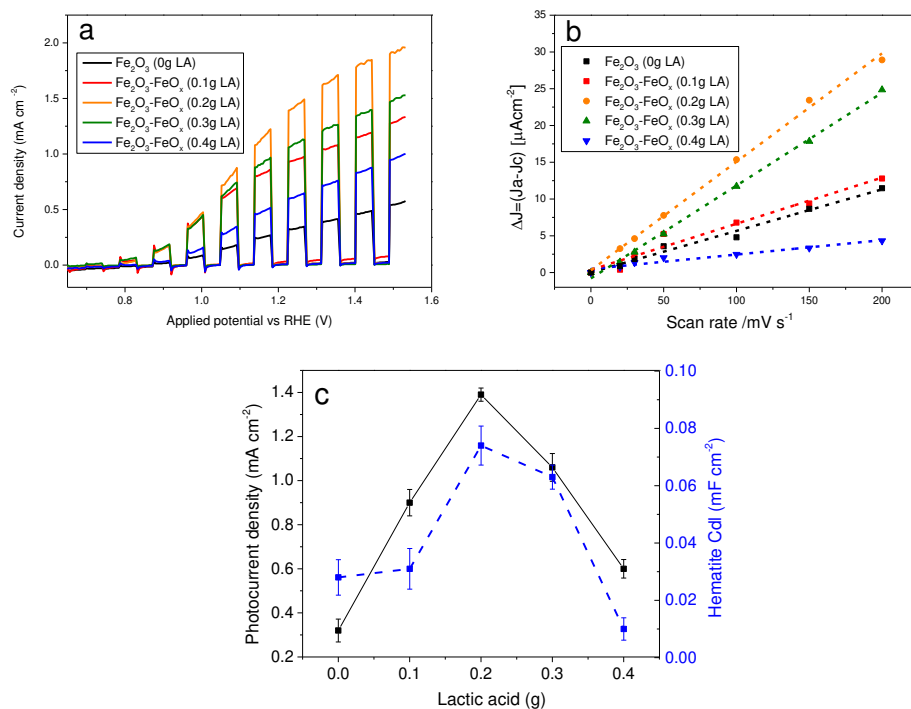 a
Fe₂O₃ (0g LA)
Fe₂O₃-FeOₓ (0.1g LA)
Fe₂O₃-FeOₓ (0.2g LA)
Fe₂O₃-FeOₓ (0.3g LA)
Fe₂O₃-FeOₓ (0.4g LA)
Current density (mA cm⁻²)
2.0
1.5
1.0
0.5
0.0
0.8 1.0 1.2 1.4 1.6
Applied potential vs RHE (V)
b
Fe₂O₃ (0g LA)
Fe₂O₃-FeOₓ (0.1g LA)
Fe₂O₃-FeOₓ (0.2g LA)
Fe₂O₃-FeOₓ (0.3g LA)
Fe₂O₃-FeOₓ (0.4g LA)
ΔJ=(Ja-Jc) [µAcm⁻²]
35
30
25
20
15
10
5
0
-5
0 50 100 150 200
Scan rate /mV s⁻¹
c
Photocurrent density (mA cm⁻²)
1.4
1.2
1.0
0.8
0.6
0.4
0.2
0.0 0.1 0.2 0.3 0.4
Lactic acid (g)
0.10
0.08
0.06
0.04
0.02
0.00
Hematite Cdl (mF cm⁻²)